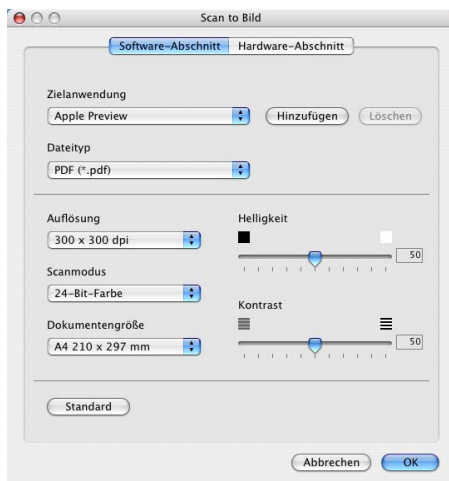 Scan to Bild
Software-Abschnitt Hardware-Abschnitt
Zielanwendung
Apple Preview Hinzufügen Löschen
Dateityp
PDF (*.pdf)
Auflösung
300 x 300 dpi
Scanmodus
24-Bit-Farbe
Dokumentengröße
A4 210 x 297 mm
Helligkeit
50
Kontrast
50
Standard
Abbrechen OK